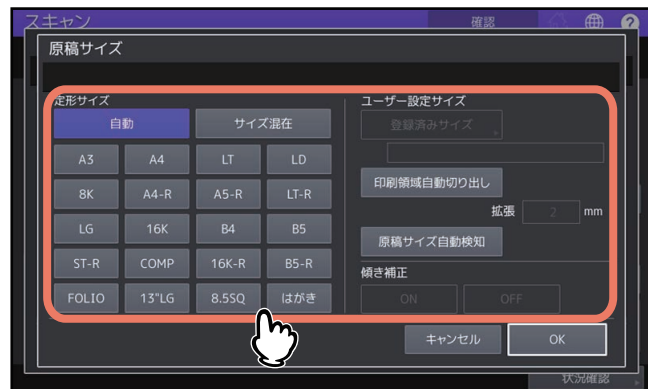 スキャン
確認
?
原稿サイズ
定形サイズ
自動 サイズ混在
A3 A4 LT LD
8K A4-R A5-R LT-R
LG 16K B4 B5
ST-R COMP 16K-R B5-R
FOLIO 13"LG 8.5SQ はがき
ユーザー設定サイズ
登録済みサイズ
印刷領域自動切り出し
拡張 2 mm
原稿サイズ自動検知
傾き補正
ON OFF
キャンセル OK
状況確認